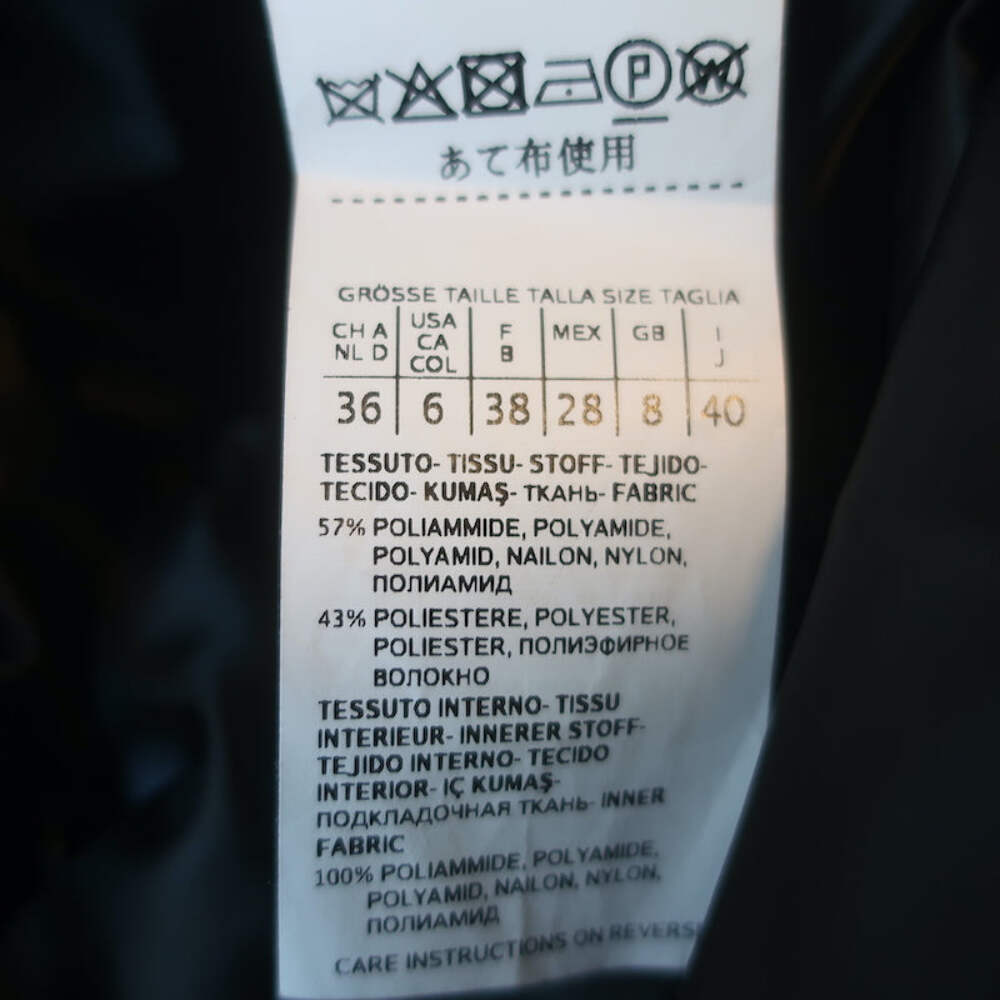 P W
あて布使用
GRÖSSE TAILLE TALLA SIZE TAGLIA
CH A NL D USA CA COL F B MEX GB I J
36 6 38 28 8 40
TESSUTO- TISSU- STOFF- TEJIDO-
TECIDO- KUMAŞ- ТКАНЬ- FABRIC
57% POLIAMMIDE, POLYAMIDE,
POLYAMID, NAILON, NYLON,
ПОЛИАМИД
43% POLIESTERE, POLYESTER,
POLIESTER, ПОЛИЭФИРНОЕ
ВОЛОКНО
TESSUTO INTERNO- TISSU
INTERIEUR- INNERER STOFF-
TEJIDO INTERNO- TECIDO
INTERIOR- IÇ KUMAŞ-
ПОДКЛАДОЧНАЯ ТКАНЬ- INNER
FABRIC
100% POLIAMMIDE, POLYAMIDE,
POLYAMID, NAILON, NYLON,
ПОЛИАМИД
CARE INSTRUCTIONS ON REVERSE